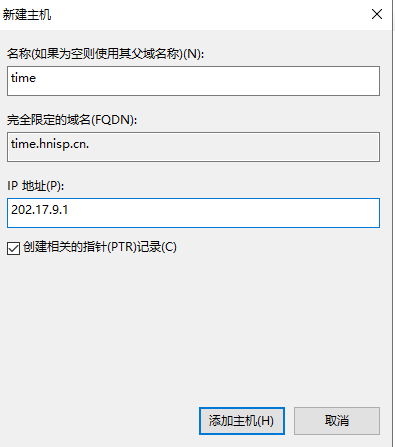 新建主机
名称(如果为空则使用其父域名称)(N):
time
完全限定的域名(FQDN):
time.hnisp.cn.
IP 地址(P):
202.17.9.1
创建相关的指针(PTR)记录(C)
添加主机(H) 取消